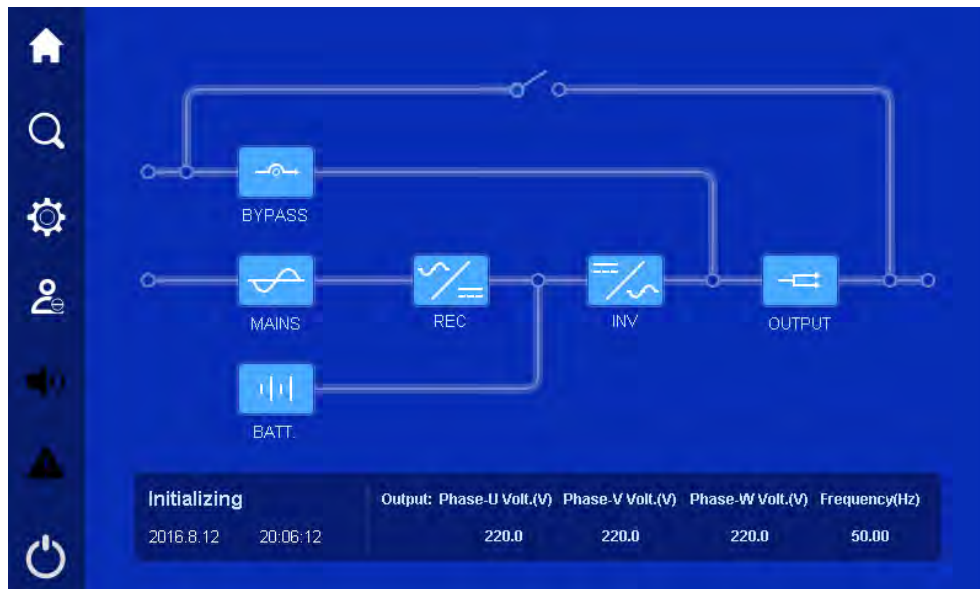 BYPASS
MAINS
REC
INV
OUTPUT
BATT.
Initializing
Output: Phase-U Volt.(V) Phase-V Volt.(V) Phase-W Volt.(V) Frequency(Hz)
2016.8.12 20:06:12
220.0 220.0 220.0 50.00